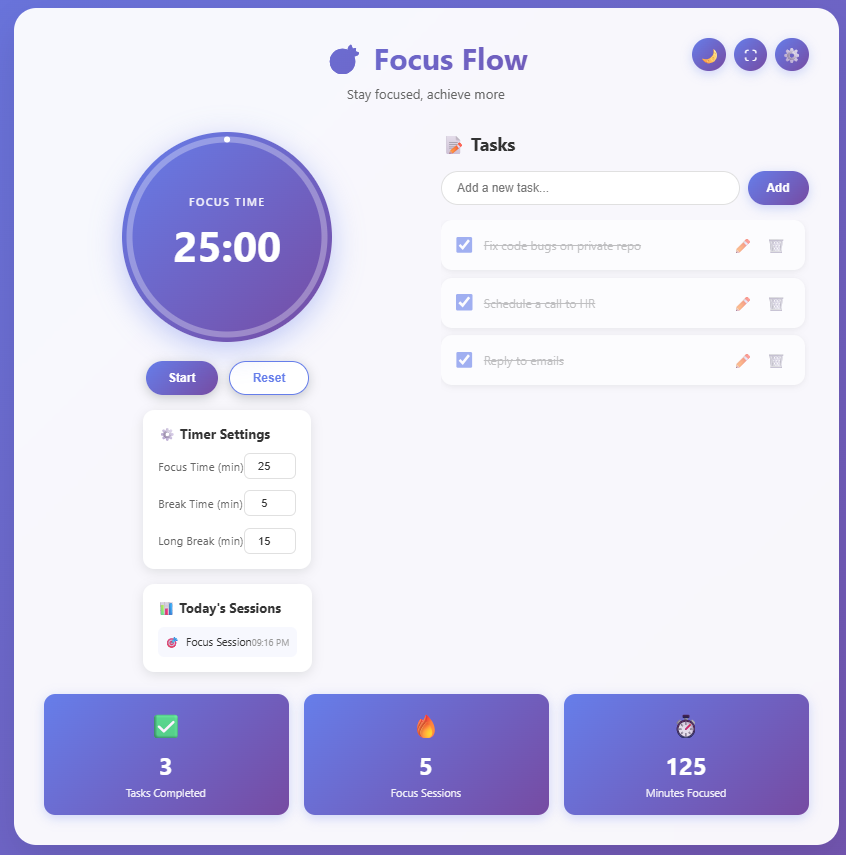 Focus Flow
Stay focused, achieve more
FOCUS TIME
25:00
Start
Reset
Timer Settings
Focus Time (min) 25
Break Time (min) 5
Long Break (min) 15
Today's Sessions
Focus Session 09:16 PM
Tasks
Add a new task...
Add
Fix code bugs on private repo
Schedule a call to HR
Reply to emails
3
Tasks Completed
5
Focus Sessions
125
Minutes Focused